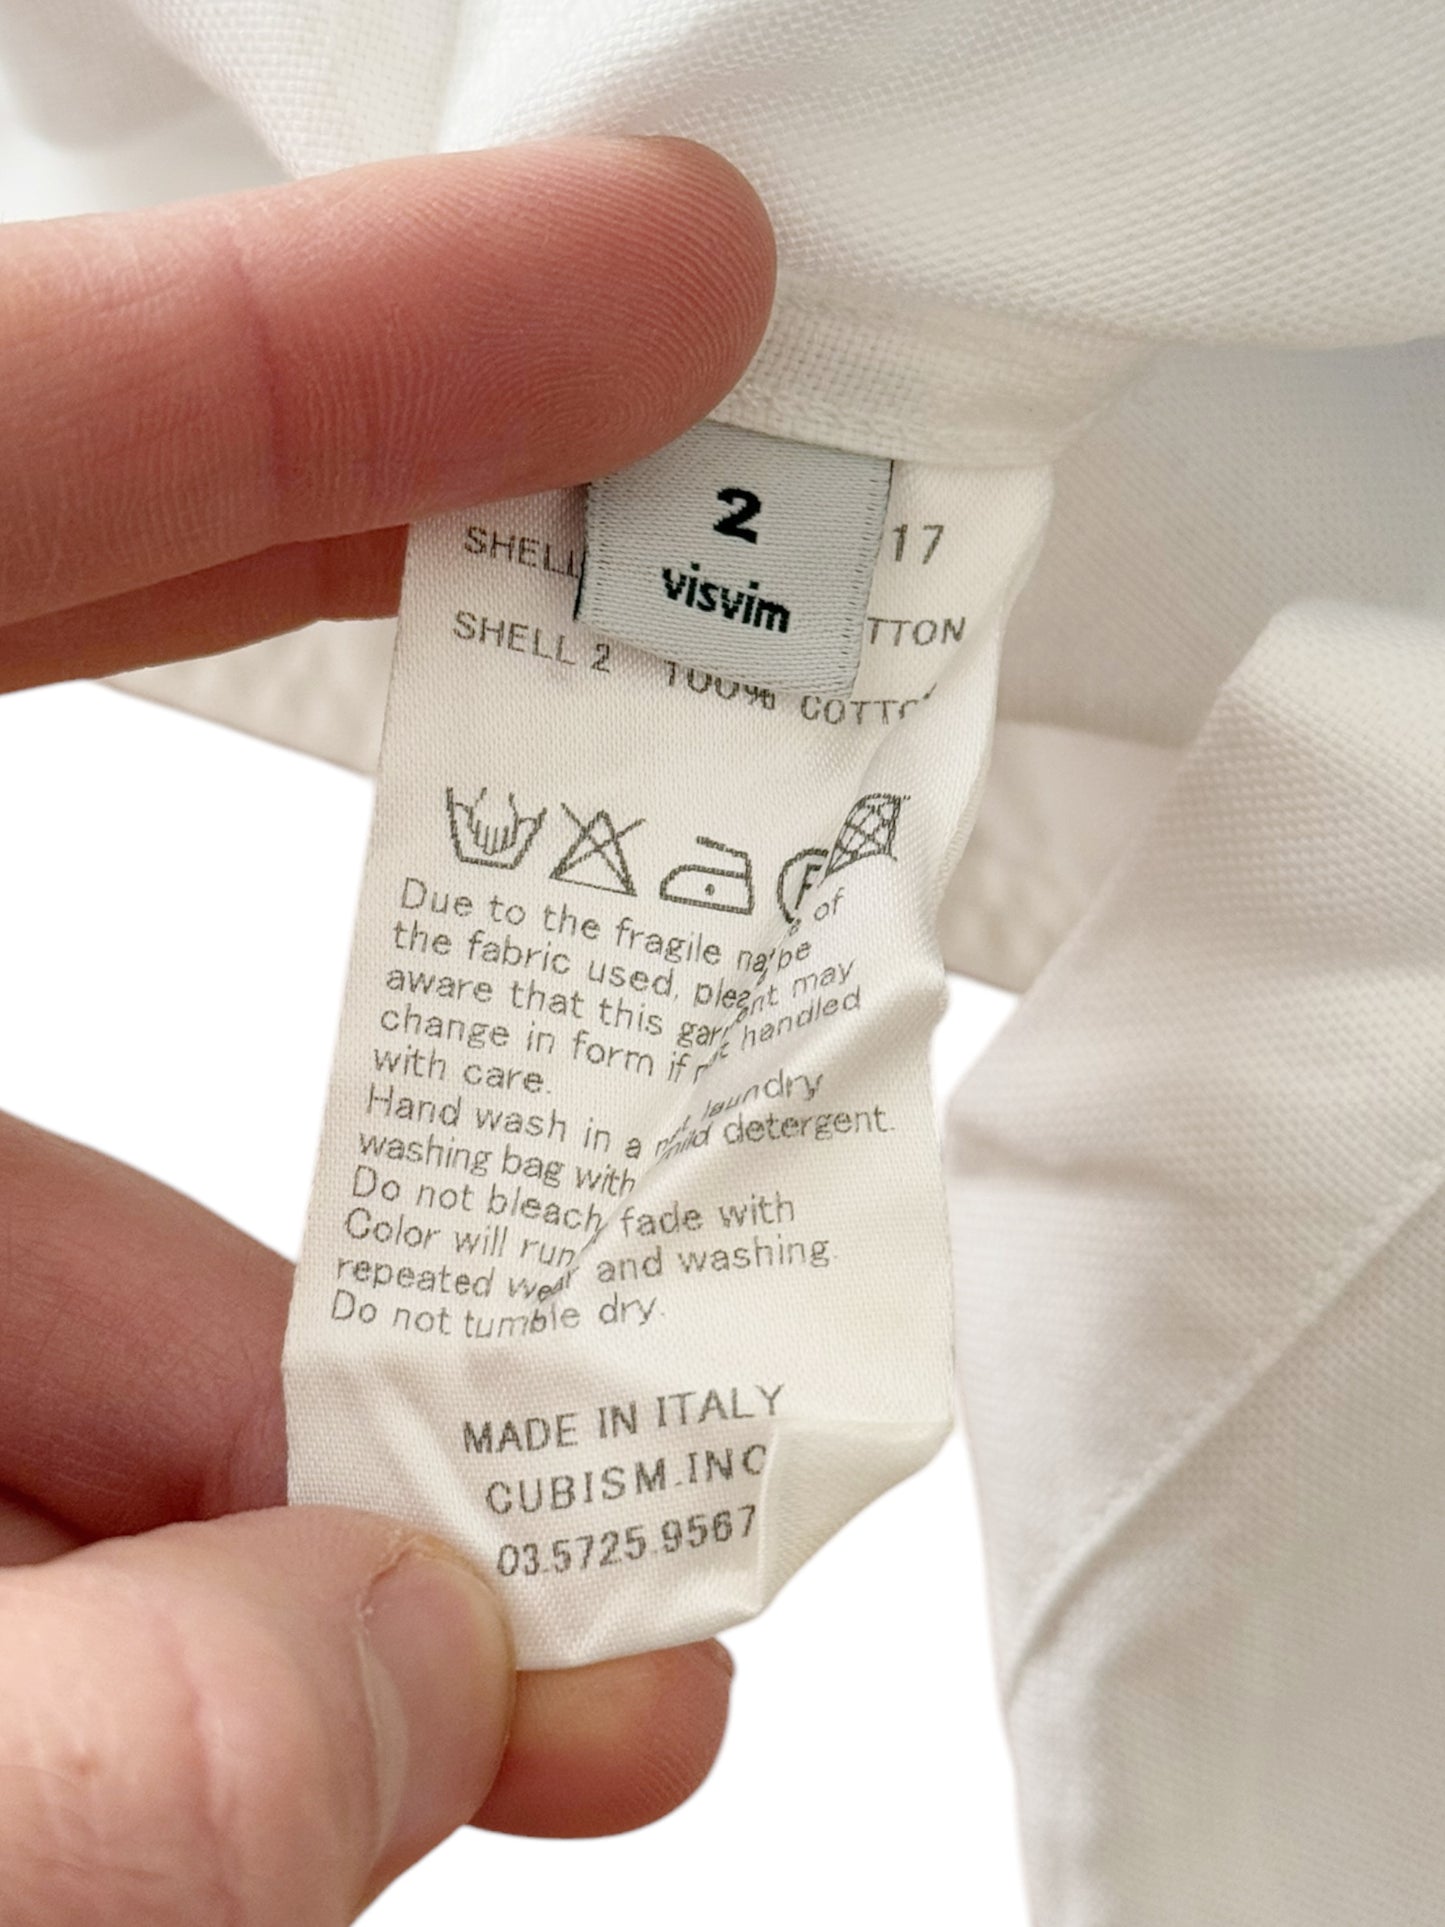 2
visvim
17
SHELL
TTON
SHELL 2 100% COTTO
F
Due to the fragile of
the fabric used, be
aware that this may
change in form if handled
with care.
Hand wash in a laundry
washing bag with mild detergent.
Do not bleach
Color will run, fade with
repeated wear and washing.
Do not tumble dry.
MADE IN ITALY
CUBISM.INC
03.5725.9567